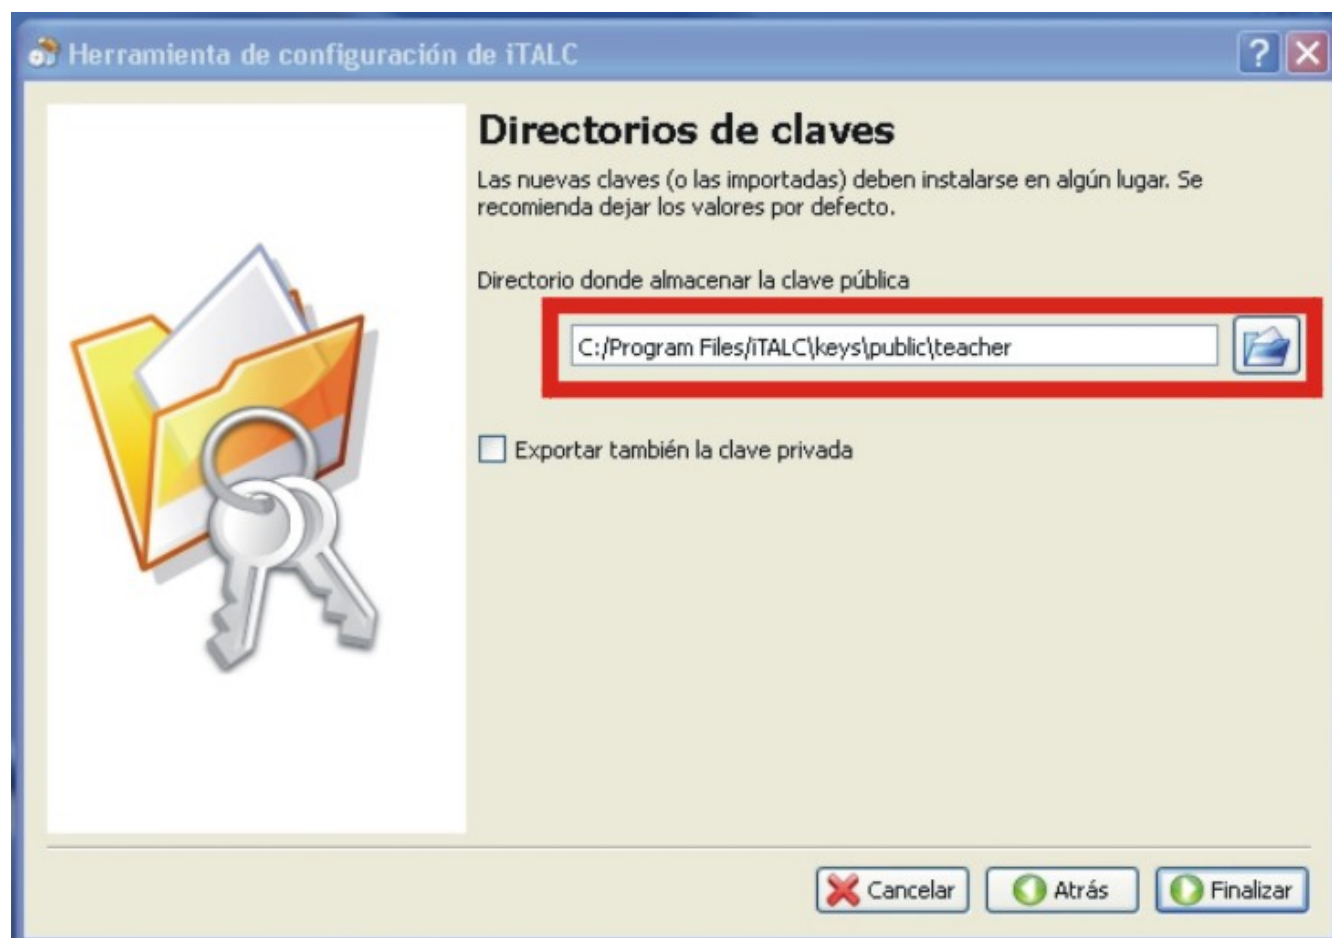 Herramienta de configuración de iTALC
Directorios de claves
Las nuevas claves (o las importadas) deben instalarse en algún lugar. Se
recomienda dejar los valores por defecto.
Directorio donde almacenar la clave pública
C:/Program Files/iTALC\keys\public\teacher
Exportar también la clave privada
Cancelar Atrás Finalizar